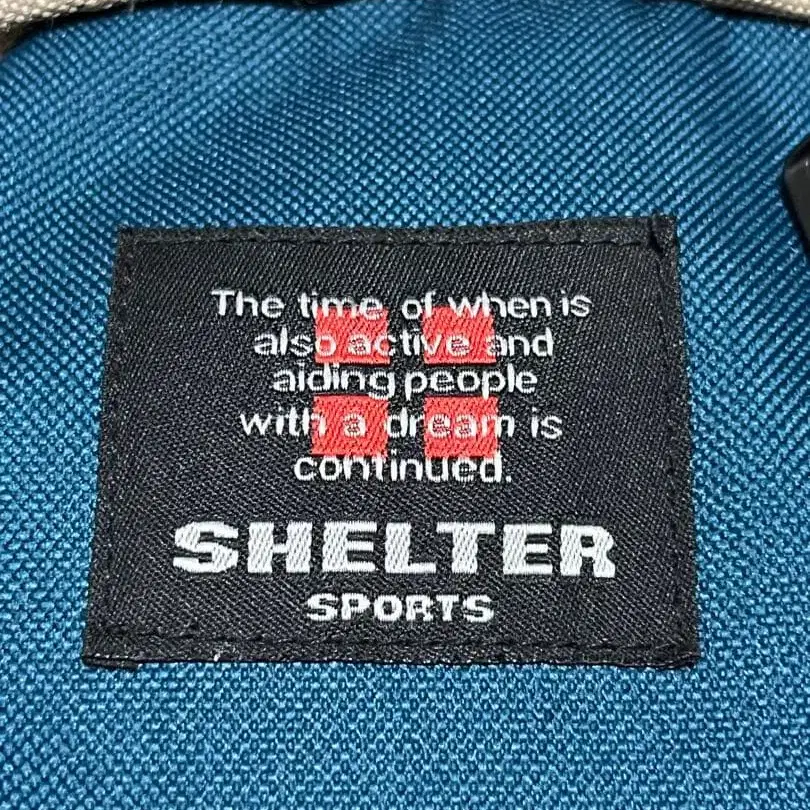 The time of when is
also active and
aiding people
with a dream is
continued.
SHELTER
SPORTS